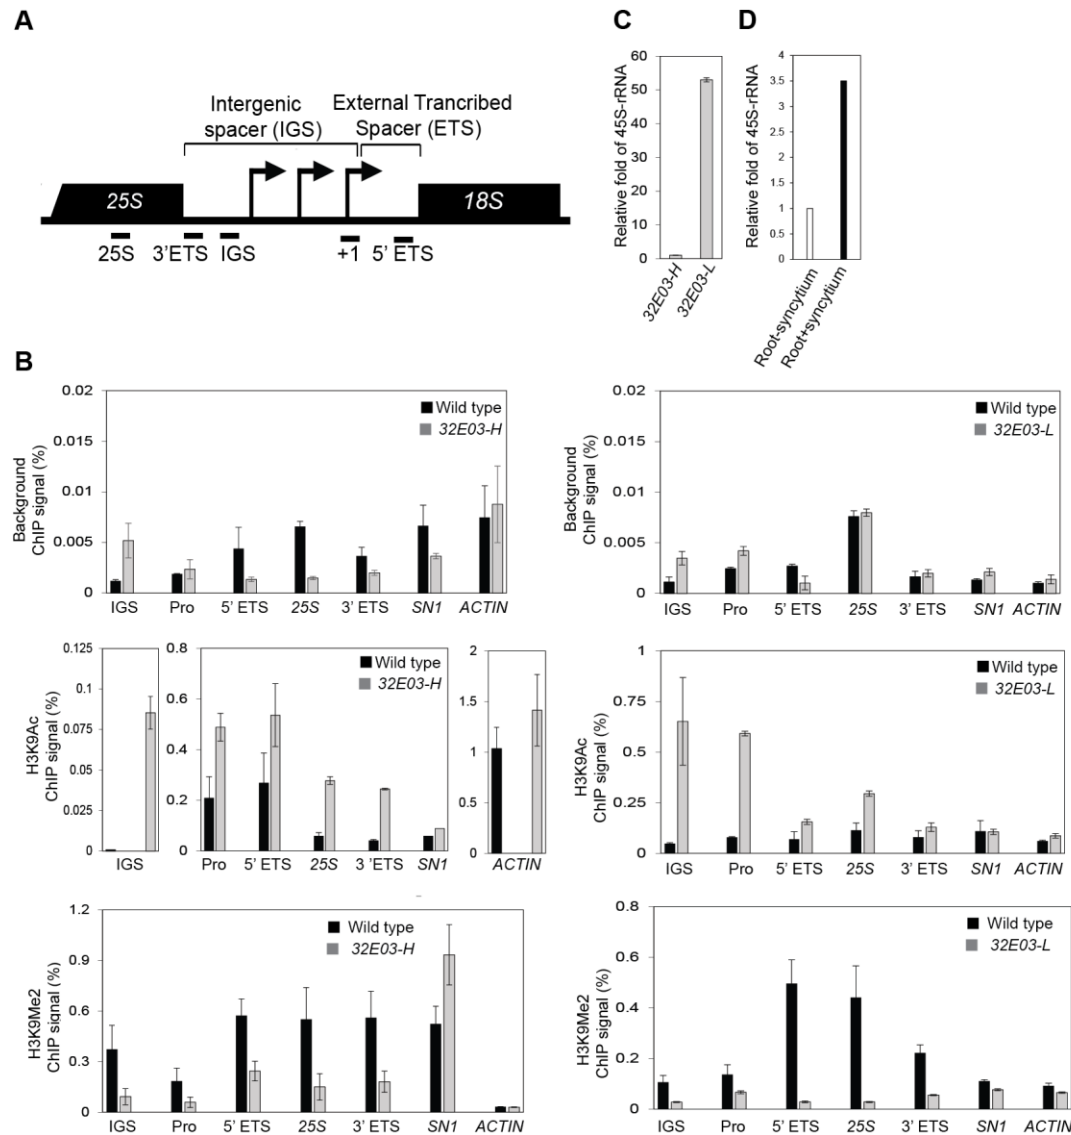 A
Intergenic
spacer (IGS)
External Trancribed
Spacer (ETS)
25S
18S
25S
3'ETS
IGS
+1
5' ETS
C
Relative fold of 45S-rRNA
60
50
40
30
20
10
0
32E03-H
32E03-L
D
Relative fold of 45S-rRNA
4
3.5
3
2.5
2
1.5
1
0.5
0
Root-syncytium
Root+syncytium
B
Background
ChIP signal (%)
0.02
0.015
0.01
0.005
0
Wild type
32E03-H
IGS Pro 5' ETS 25S 3' ETS SN1 ACTIN
Background
ChIP signal (%)
0.02
0.015
0.01
0.005
0
Wild type
32E03-L
IGS Pro 5' ETS 25S 3' ETS SN1 ACTIN
H3K9Ac
ChIP signal (%)
0.125
0.1
0.075
0.05
0.025
0
IGS
0.8
0.6
0.4
0.2
0
Wild type
32E03-H
Pro 5' ETS 25S 3' ETS SN1
2
1.5
1
0.5
0
ACTIN
H3K9Ac
ChIP signal (%)
1
0.75
0.5
0.25
0
Wild type
32E03-L
IGS Pro 5' ETS 25S 3' ETS SN1 ACTIN
H3K9Me2
ChIP signal (%)
1.2
0.9
0.6
0.3
0
Wild type
32E03-H
IGS Pro 5' ETS 25S 3' ETS SN1 ACTIN
H3K9Me2
ChIP signal (%)
0.8
0.6
0.4
0.2
0
Wild type
32E03-L
IGS Pro 5' ETS 25S 3' ETS SN1 ACTIN